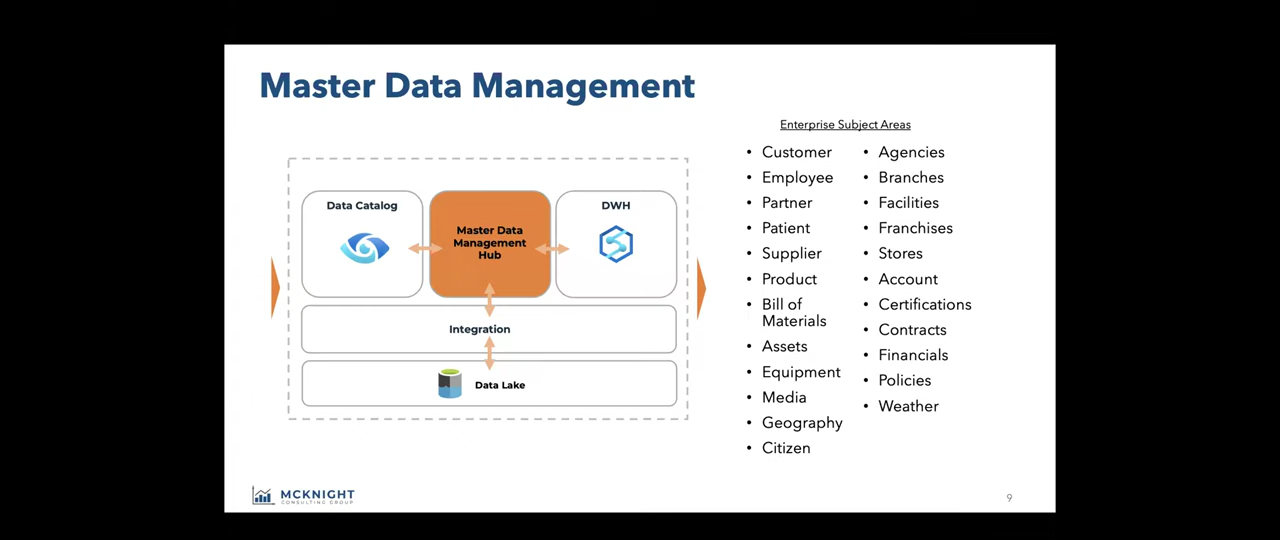 Master Data Management
Data Catalog
Master Data
Management
Hub
DWH
Integration
Data Lake
Enterprise Subject Areas
• Customer
• Employee
• Partner
• Patient
• Supplier
• Product
• Bill of
Materials
• Assets
• Equipment
• Media
• Geography
• Citizen
• Agencies
• Branches
• Facilities
• Franchises
• Stores
• Account
• Certifications
• Contracts
• Financials
• Policies
• Weather
MCKNIGHT
CONSULTING GROUP
9